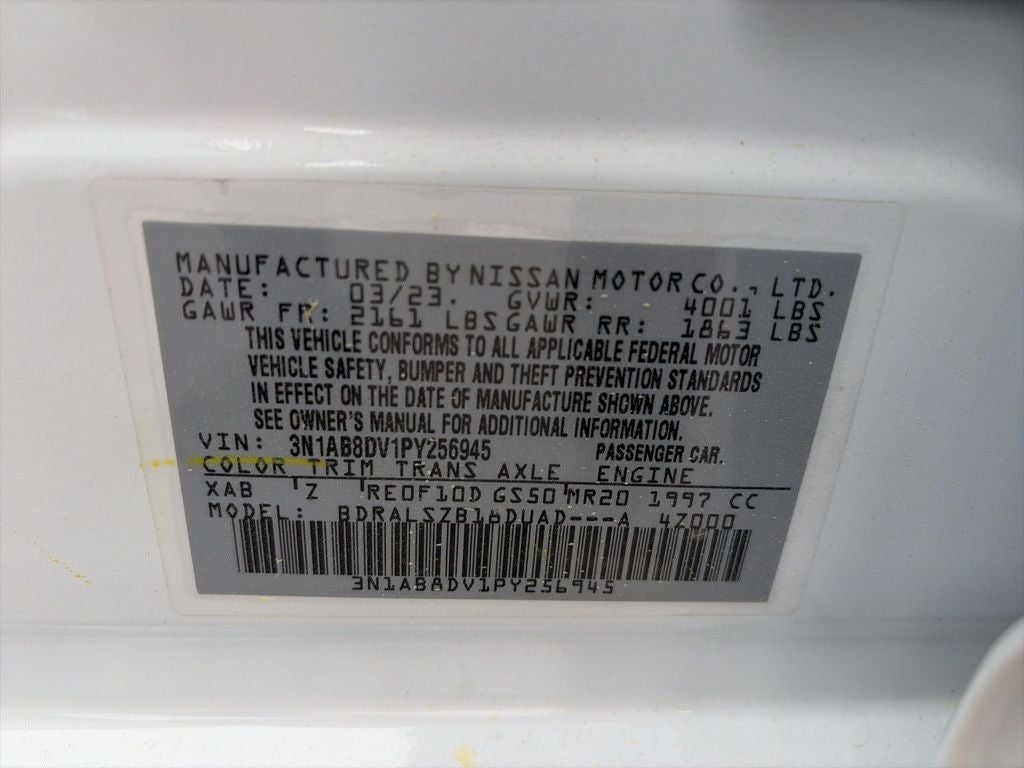 MANUFACTURED BY NISSAN MOTOR CO., LTD.
DATE: 03/23. GVWR: 4001 LBS
GAWR FR: 2161 LBS GAWR RR: 1863 LBS
THIS VEHICLE CONFORMS TO ALL APPLICABLE FEDERAL MOTOR
VEHICLE SAFETY, BUMPER AND THEFT PREVENTION STANDARDS
IN EFFECT ON THE DATE OF MANUFACTURE SHOWN ABOVE.
SEE OWNER'S MANUAL FOR ADDITIONAL INFORMATION.
VIN: 3N1AB8DV1PY256945 PASSENGER CAR.
COLOR TRIM TRANS AXLE ENGINE
XAB Z RE0F10D GS50 MR20 1997 CC
MODEL: BDRALSZB18DUAD---A 4Z000
3N1AB8DV1PY256945